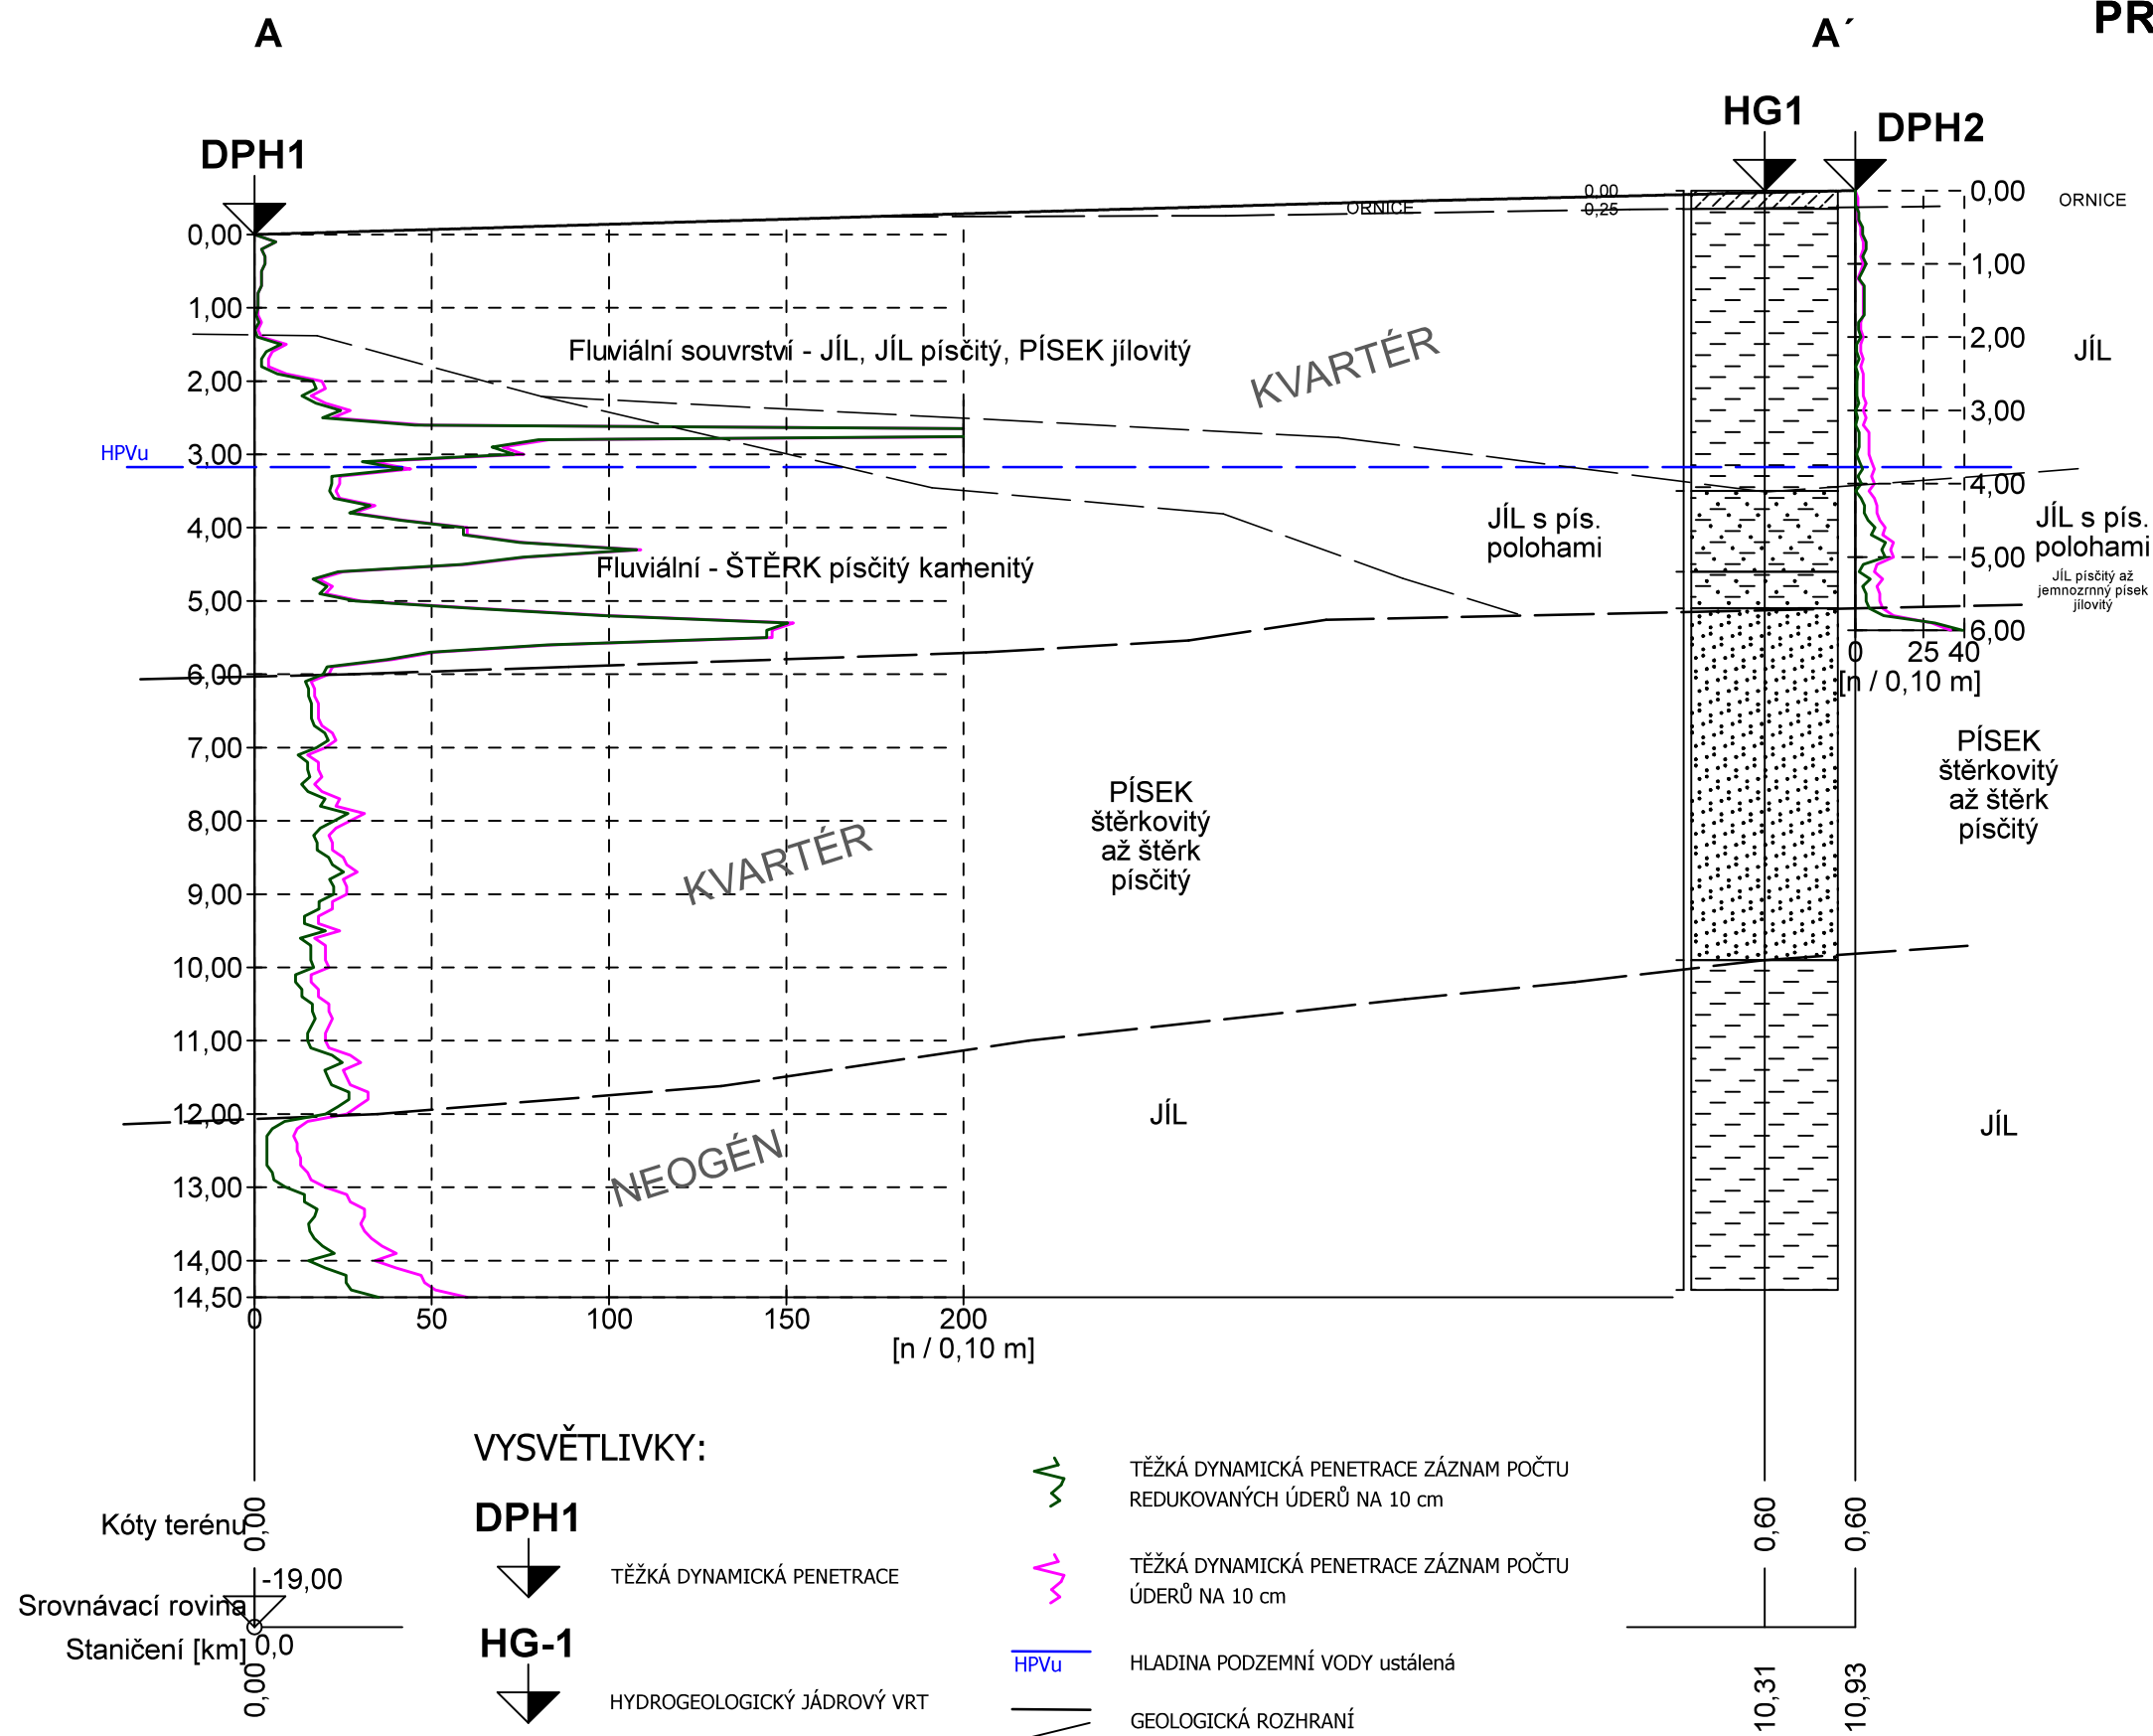 A
A´
PR
HG1
DPH2
DPH1
0,00
0,00
ORNICE
ORNICE
0,25
0,00
1,00
1,00
2,00
JÍL
Fluviální souvrství - JÍL, JÍL písčitý, PÍSEK jílovitý
KVARTÉR
2,00
3,00
HPVu
3,00
4,00
JÍL s pís.
polohami
JÍL s pís.
polohami
4,00
5,00
Fluviální - ŠTĚRK písčitý kamenitý
JÍL písčitý až
jemnozrnný písek
jílovitý
5,00
6,00
0
25
40
[n / 0,10 m]
6,00
7,00
PÍSEK
štěrkovitý
až štěrk
písčitý
PÍSEK
štěrkovitý
až štěrk
písčitý
8,00
KVARTÉR
9,00
10,00
11,00
12,00
JÍL
JÍL
NEOGÉN
13,00
14,00
14,50
0
50
100
150
200
[n / 0,10 m]
VYSVĚTLIVKY:
Kóty terénu
0,00
0,60
0,60
DPH1
TĚŽKÁ DYNAMICKÁ PENETRACE
TĚŽKÁ DYNAMICKÁ PENETRACE ZÁZNAM POČTU
REDUKOVANÝCH ÚDERŮ NA 10 cm
TĚŽKÁ DYNAMICKÁ PENETRACE ZÁZNAM POČTU
ÚDERŮ NA 10 cm
-19,00
Srovnávací rovina
Staničení [km]
0,0
0,00
10,31
10,93
HG-1
HYDROGEOLOGICKÝ JÁDROVÝ VRT
HPVu
HLADINA PODZEMNÍ VODY ustálená
GEOLOGICKÁ ROZHRANÍ